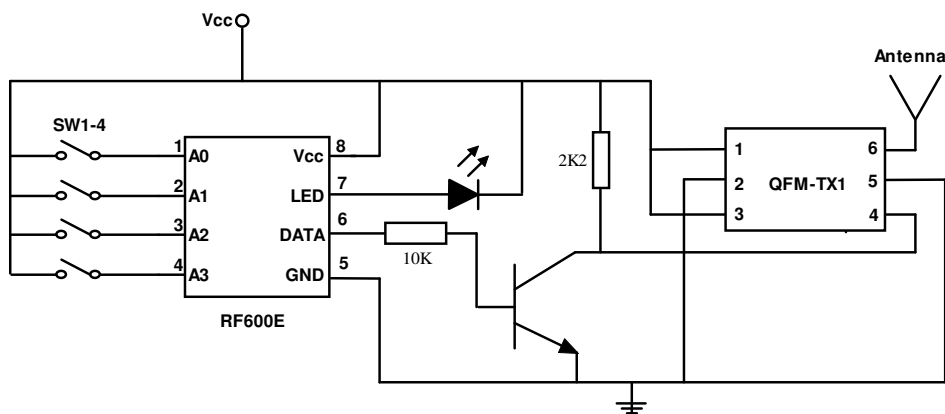 Vcc
Antenna
SW1-4
1 A0 Vcc 8
2 A1 LED 7
3 A2 DATA 6
4 A3 GND 5
RF600E
10K
2K2
1 6
2 QFM-TX1 5
3 4